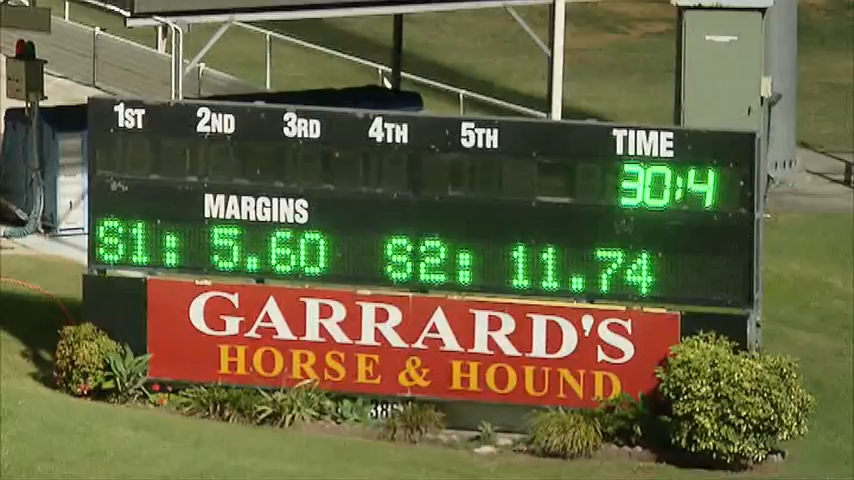 1ST 2ND 3RD 4TH 5TH TIME
30:4
MARGINS
S1: 5.60 S2: 11.74
GARRARD'S
HORSE & HOUND